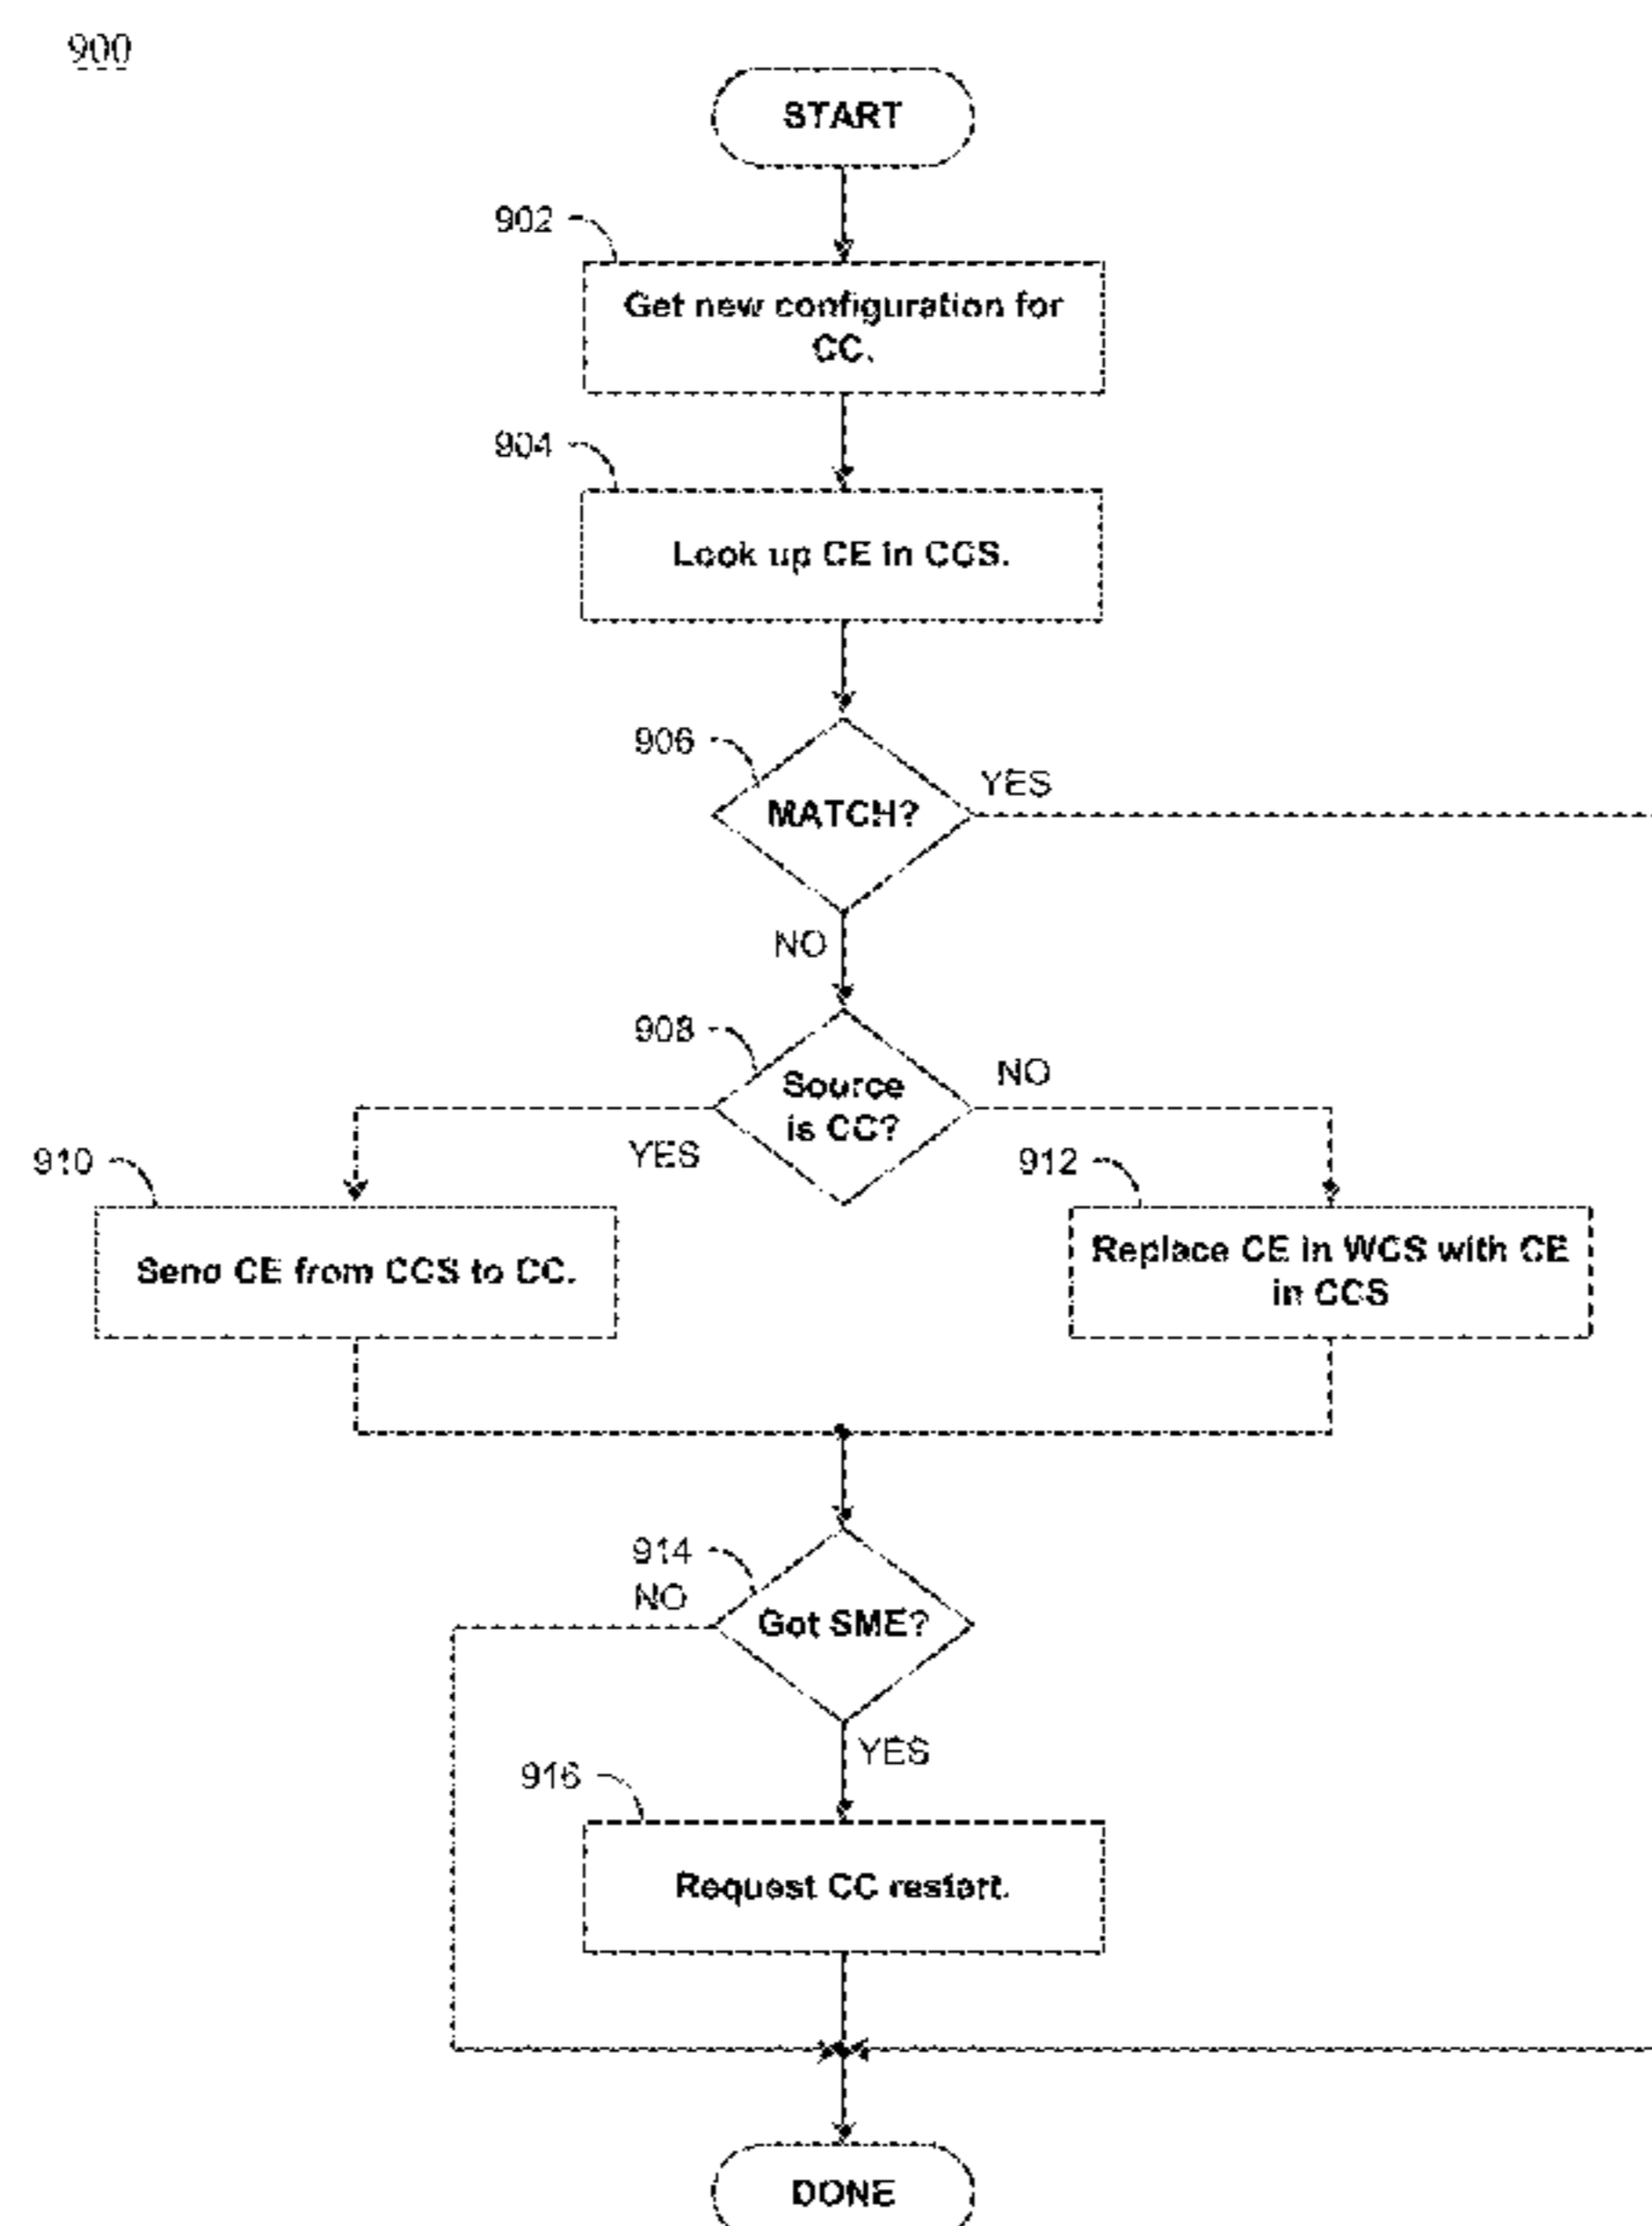 900
START
902
Get new configuration for
CC.
904
Look up CE in CCS.
906
MATCH?
YES
NO
908
Source
is CC?
NO
YES
910
912
Send CE from CCS to CC.
Replace CE in WCS with CE
in CCS
914
NO
Got SME?
YES
916
Request CC restart.
DONE